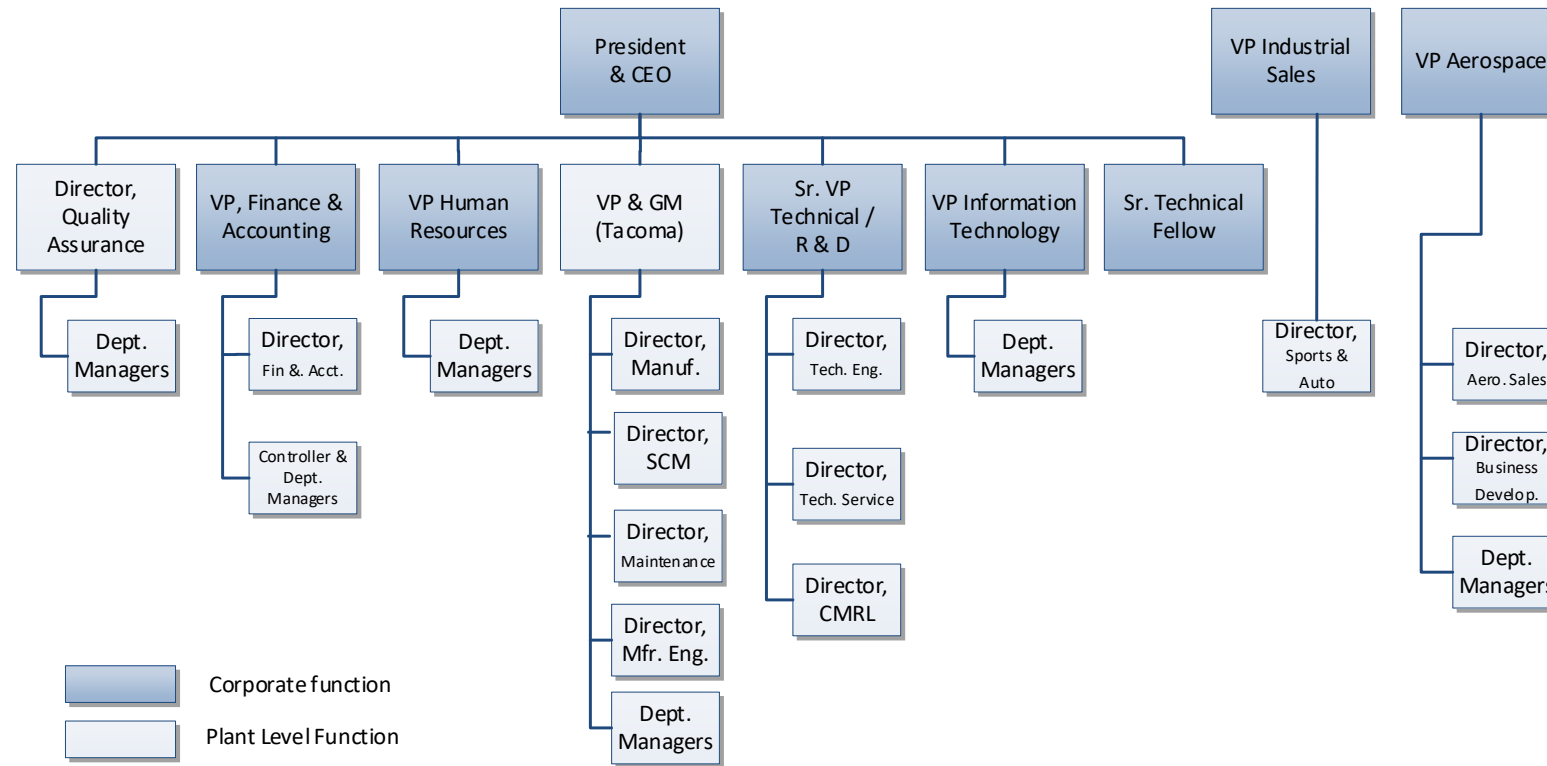 President
& CEO
VP Industrial
Sales
VP Aerospace
Director,
Quality
Assurance
VP, Finance &
Accounting
VP Human
Resources
VP & GM
(Tacoma)
Sr. VP
Technical /
R & D
VP Information
Technology
Sr. Technical
Fellow
Dept.
Managers
Director,
Fin &. Acct.
Controller &
Dept.
Managers
Dept.
Managers
Director,
Manuf.
Director,
SCM
Director,
Maintenance
Director,
Mfr. Eng.
Dept.
Managers
Director,
Tech. Eng.
Director,
Tech. Service
Director,
CMRL
Dept.
Managers
Director,
Sports &
Auto
Director,
Aero. Sales
Director,
Business
Develop.
Dept.
Managers
Corporate function
Plant Level Function